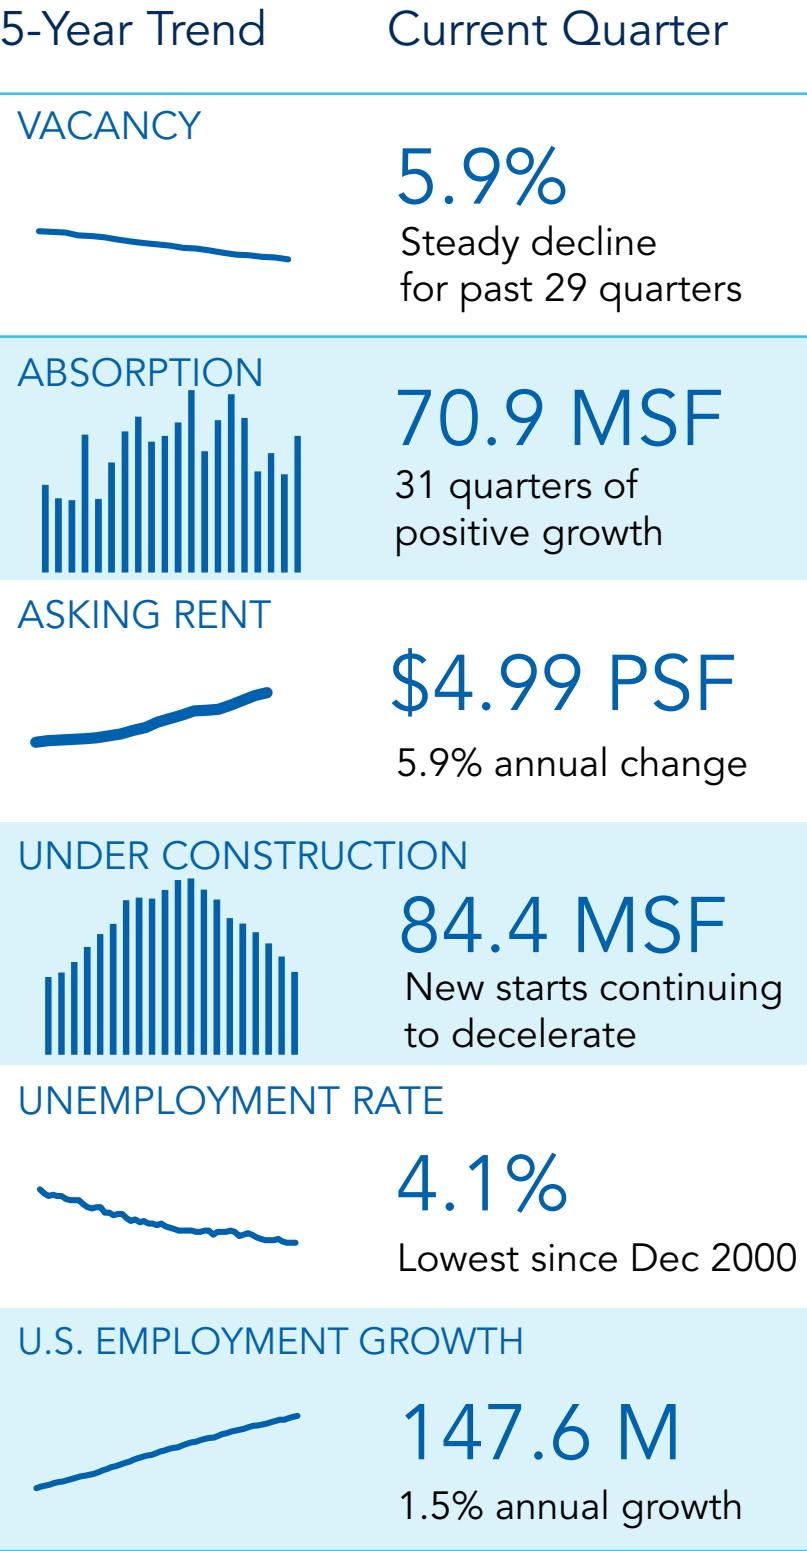 5-Year Trend
Current Quarter
VACANCY
5.9%
Steady decline
for past 29 quarters
ABSORPTION
70.9 MSF
31 quarters of
positive growth
ASKING RENT
$4.99 PSF
5.9% annual change
UNDER CONSTRUCTION
84.4 MSF
New starts continuing
to decelerate
UNEMPLOYMENT RATE
4.1%
Lowest since Dec 2000
U.S. EMPLOYMENT GROWTH
147.6 M
1.5% annual growth